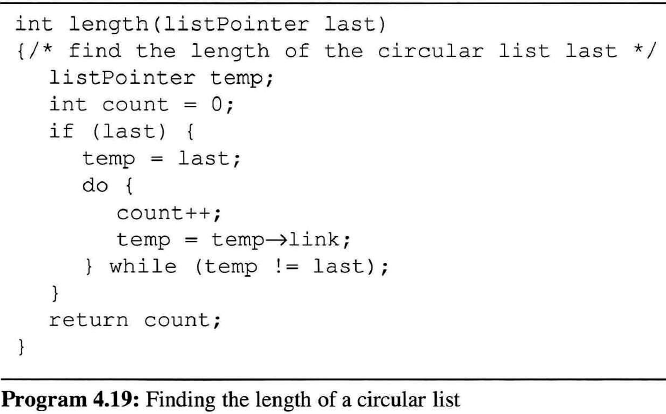 int length(listPointer last)
{/* find the length of the circular list last */
listPointer temp;
int count = 0;
if (last) {
temp = last;
do {
count++;
temp = temp→link;
} while (temp != last);
}
return count;
}
Program 4.19: Finding the length of a circular list